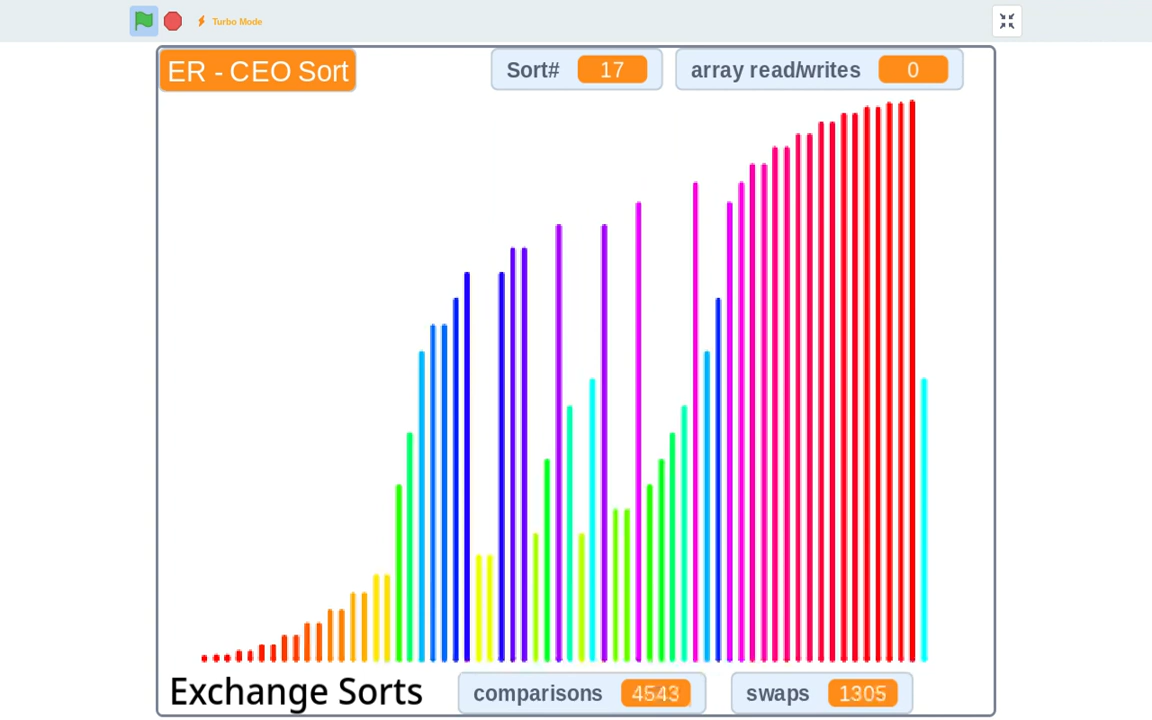 Turbo Mode
ER - CEO Sort
Sort# 17
array read/writes 0
Exchange Sorts
comparisons 4543
swaps 1305